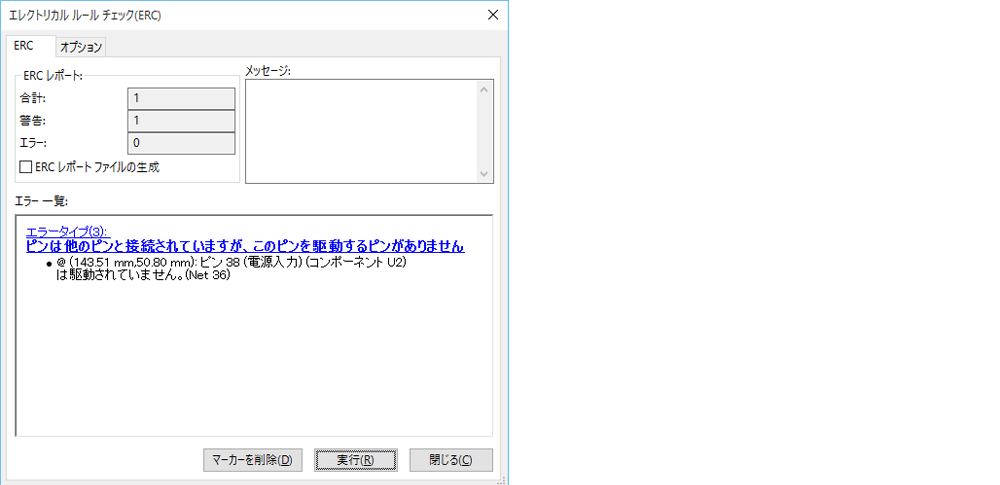 エレクトリカル ルール チェック(ERC)
ERC オプション
ERC レポート:
合計: 1
警告: 1
エラー: 0
ERC レポート ファイルの生成
メッセージ:
エラー 一覧:
エラータイプ(3):
ピンは他のピンと接続されていますが、このピンを駆動するピンがありません
• @ (143.51 mm,50.80 mm): ピン 38 (電源入力) (コンポーネント U2)
は駆動されていません。(Net 36)
マーカーを削除(D) 実行(R) 閉じる(C)